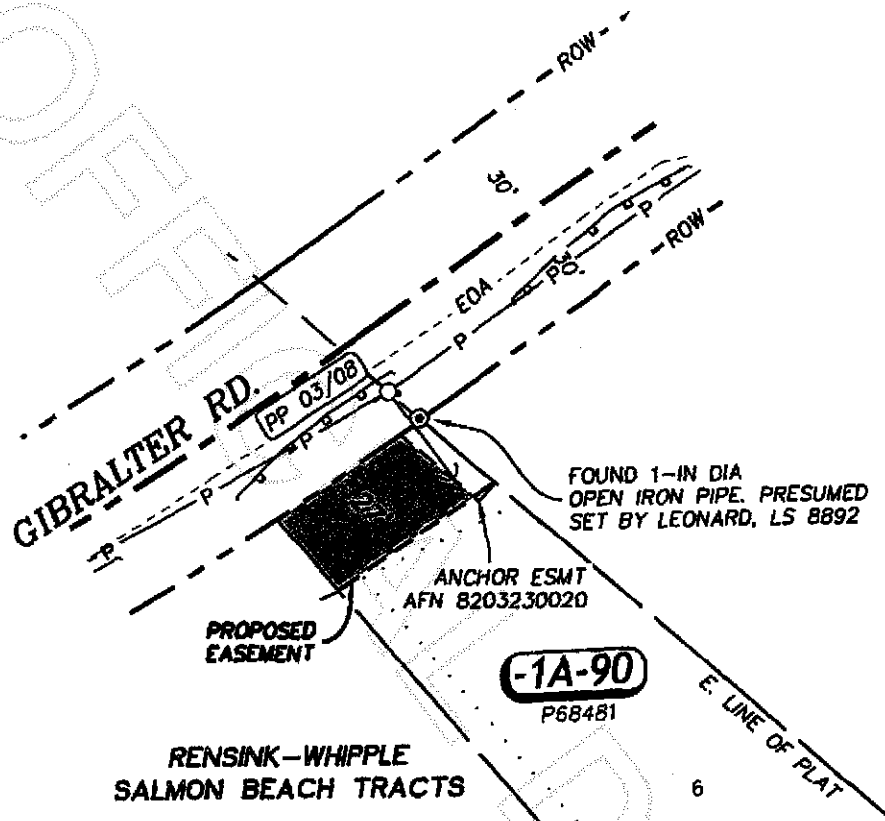 ROW
30'
ROW
EOA
P
30'
P
P
PP 03/08
GIBRALTER RD.
P
P
P
FOUND 1-IN DIA
OPEN IRON PIPE. PRESUMED
SET BY LEONARD, LS 8892
ANCHOR ESMT
AFN 8203230020
PROPOSED
EASEMENT
-1A-90
P68481
E. LINE OF PLAT
RENSINK-WHIPPLE
SALMON BEACH TRACTS
6